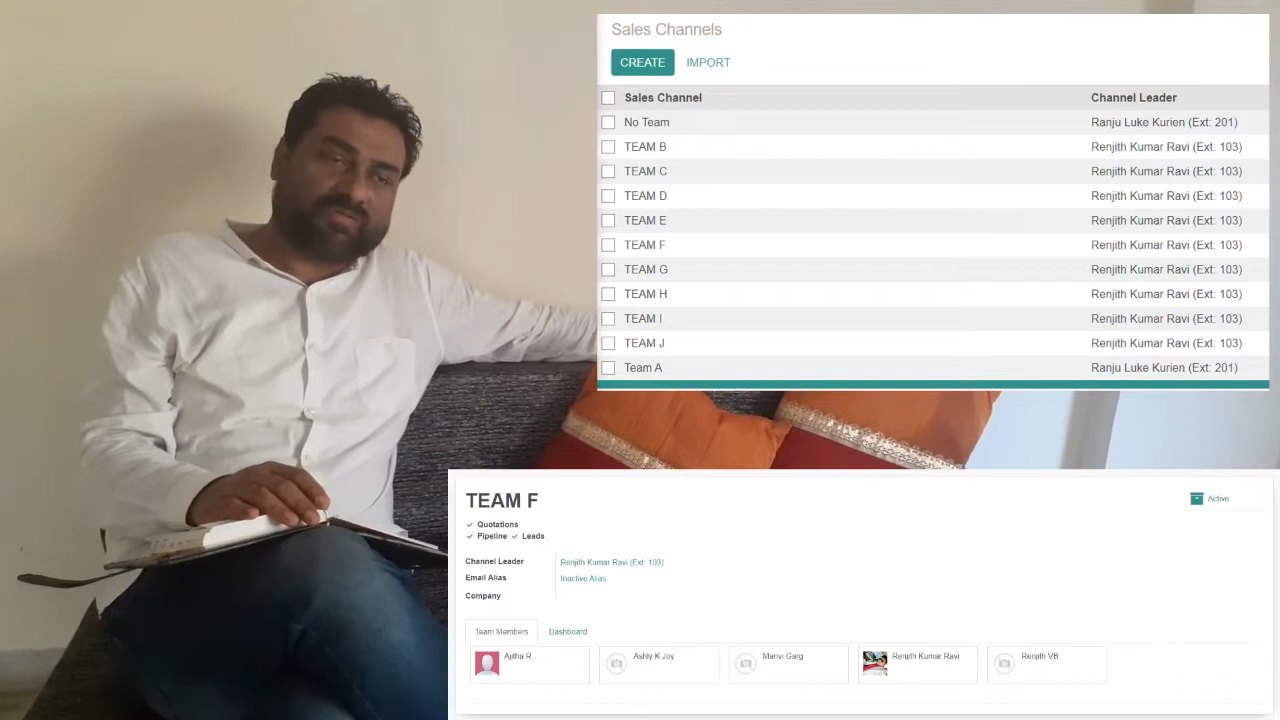 Sales Channels
CREATE IMPORT
Sales Channel Channel Leader
No Team Ranju Luke Kurien (Ext: 201)
TEAM B Renjith Kumar Ravi (Ext: 103)
TEAM C Renjith Kumar Ravi (Ext: 103)
TEAM D Renjith Kumar Ravi (Ext: 103)
TEAM E Renjith Kumar Ravi (Ext: 103)
TEAM F Renjith Kumar Ravi (Ext: 103)
TEAM G Renjith Kumar Ravi (Ext: 103)
TEAM H Renjith Kumar Ravi (Ext: 103)
TEAM I Renjith Kumar Ravi (Ext: 103)
TEAM J Renjith Kumar Ravi (Ext: 103)
Team A Ranju Luke Kurien (Ext: 201)
TEAM F Active
Quotations
Pipeline Leads
Channel Leader Renjith Kumar Ravi (Ext: 103)
Email Alias Inactive Alias
Company
Team Members Dashboard
Ajitha R Ashly K Joy Manvi Garg Renjith Kumar Ravi Renjith VB